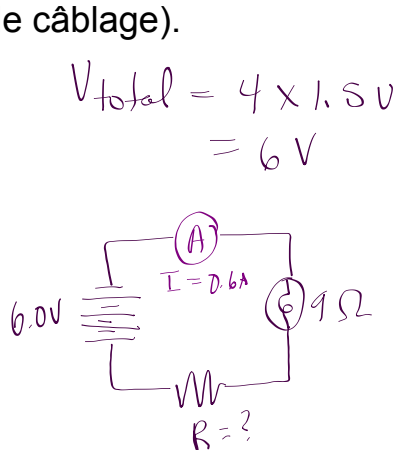 e câblage).
Vtotal = 4 x 1.5 V
= 6 V
A
I = 0.6A
6.0V
9 Ω
R = ?